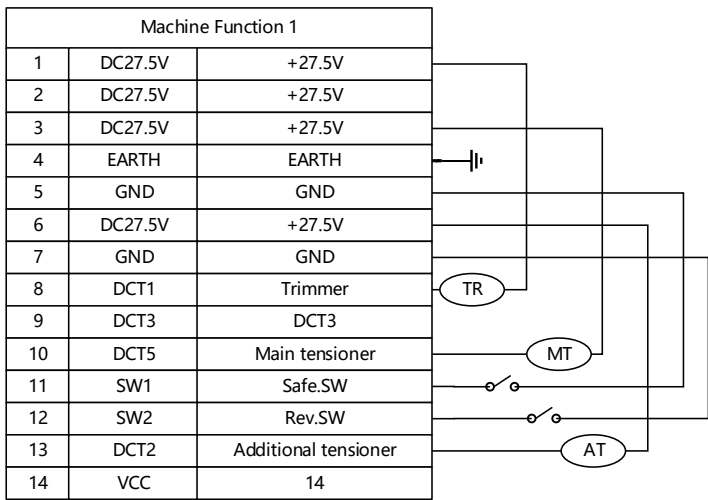 Machine Function 1
1 DC27.5V +27.5V
2 DC27.5V +27.5V
3 DC27.5V +27.5V
4 EARTH EARTH
5 GND GND
6 DC27.5V +27.5V
7 GND GND
8 DCT1 Trimmer TR
9 DCT3 DCT3
10 DCT5 Main tensioner MT
11 SW1 Safe.SW
12 SW2 Rev.SW
13 DCT2 Additional tensioner AT
14 VCC 14